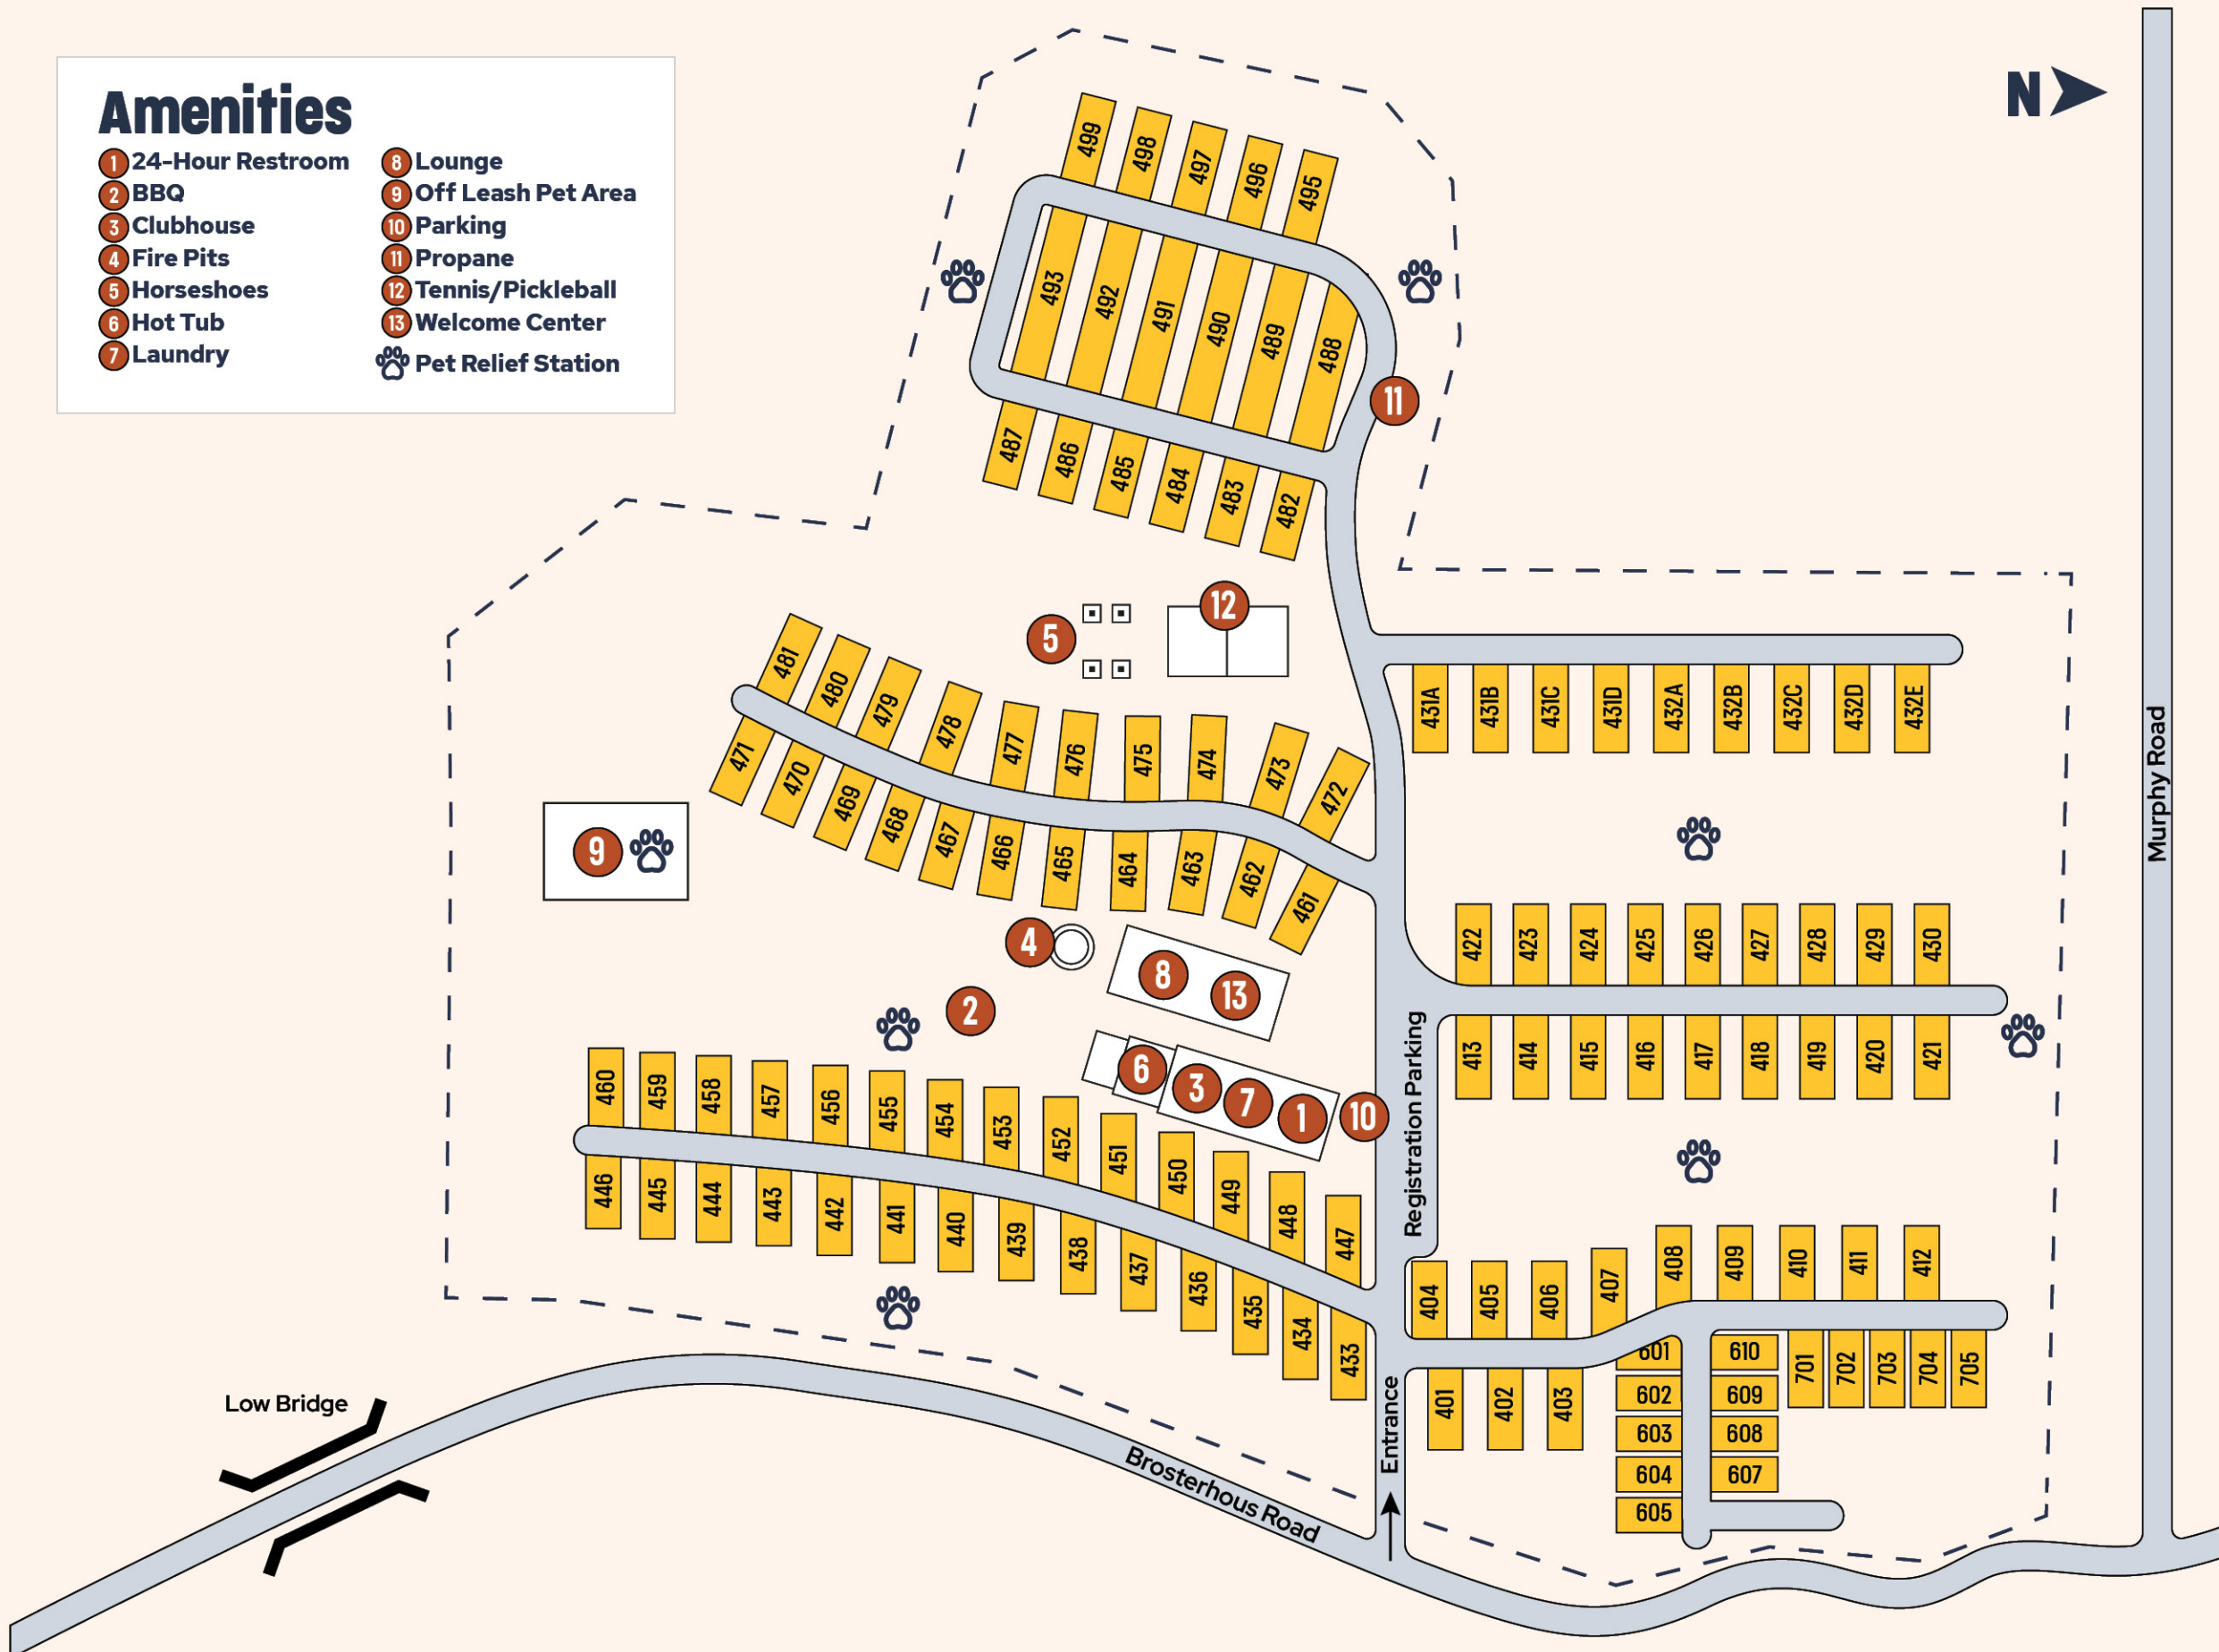 Amenities
1 24-Hour Restroom
2 BBQ
3 Clubhouse
4 Fire Pits
5 Horseshoes
6 Hot Tub
7 Laundry
8 Lounge
9 Off Leash Pet Area
10 Parking
11 Propane
12 Tennis/Pickleball
13 Welcome Center
Pet Relief Station
N
Murphy Road
499 498 497 496 495
493 492 491 490 489 488
11
487 486 485 484 483 482
5
12
431A 431B 431C 431D 432A 432B 432C 432D 432E
481 480 479 478 477 476 475 474 473 472
471 470 469 468 467 466 465 464 463 462 461
9
4
8 13
2
6 3 7 1 10
Registration Parking
422 423 424 425 426 427 428 429 430
413 414 415 416 417 418 419 420 421
460 459 458 457 456 455 454 453 452 451 450 449 448 447
446 445 444 443 442 441 440 439 438 437 436 435 434 433
404 405 406 407 408 409 410 411 412
401 402 403
601 610
602 609
603 608
604 607
605
701 702 703 704 705
Entrance
Low Bridge
Brosterhous Road